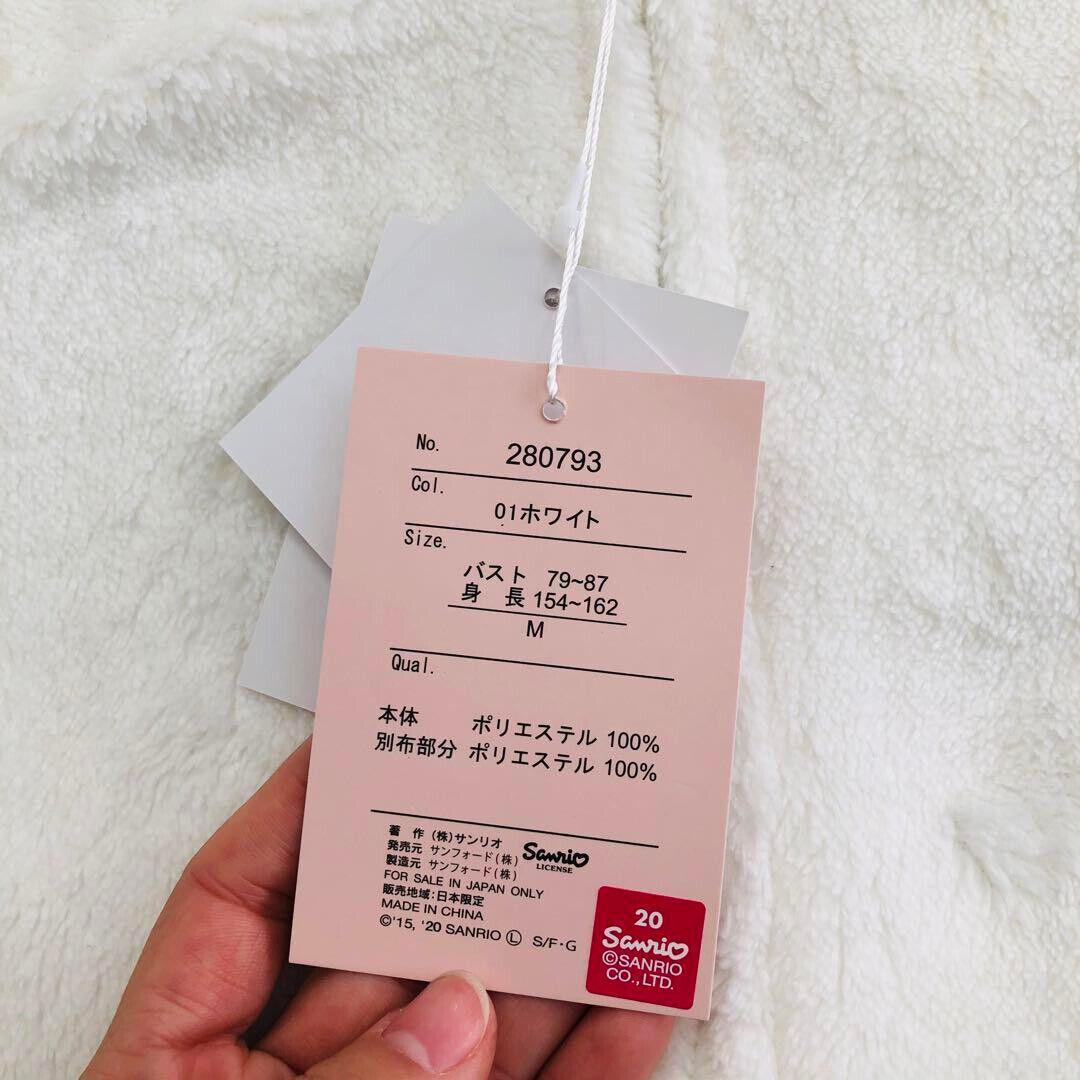 No. 280793
Col.
01ホワイト
Size.
バスト 79~87
身 長 154~162
M
Qual.
本体 ポリエステル 100%
別布部分 ポリエステル 100%
著 作 (株)サンリオ
発売元 サンフォード(株)
製造元 サンフォード(株)
Sanrio
LICENSE
FOR SALE IN JAPAN ONLY
販売地域:日本限定
MADE IN CHINA
©'15, '20 SANRIO Ⓛ S/F・G
20
Sanrio
©SANRIO
CO.,LTD.